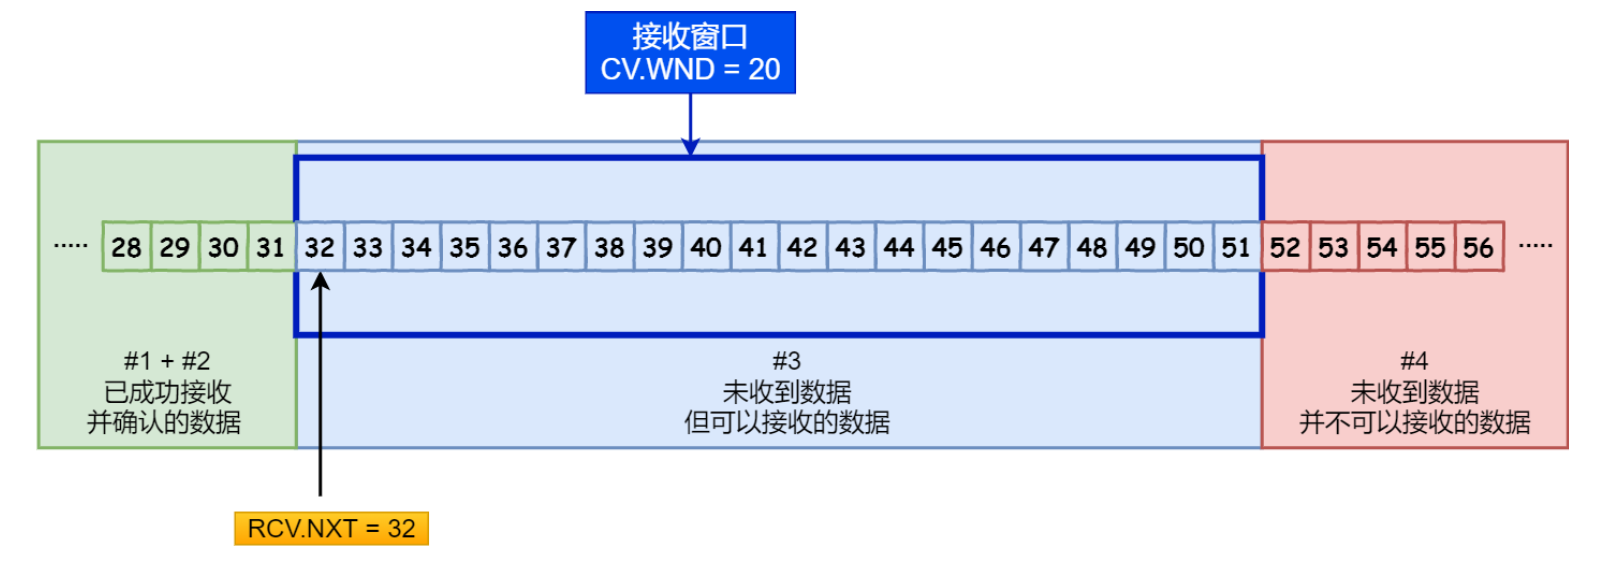 接收窗口
CV.WND = 20
..... 28 29 30 31 32 33 34 35 36 37 38 39 40 41 42 43 44 45 46 47 48 49 50 51 52 53 54 55 56 .....
#1 + #2
已成功接收
并确认的数据
#3
未收到数据
但可以接收的数据
#4
未收到数据
并不可以接收的数据
RCV.NXT = 32